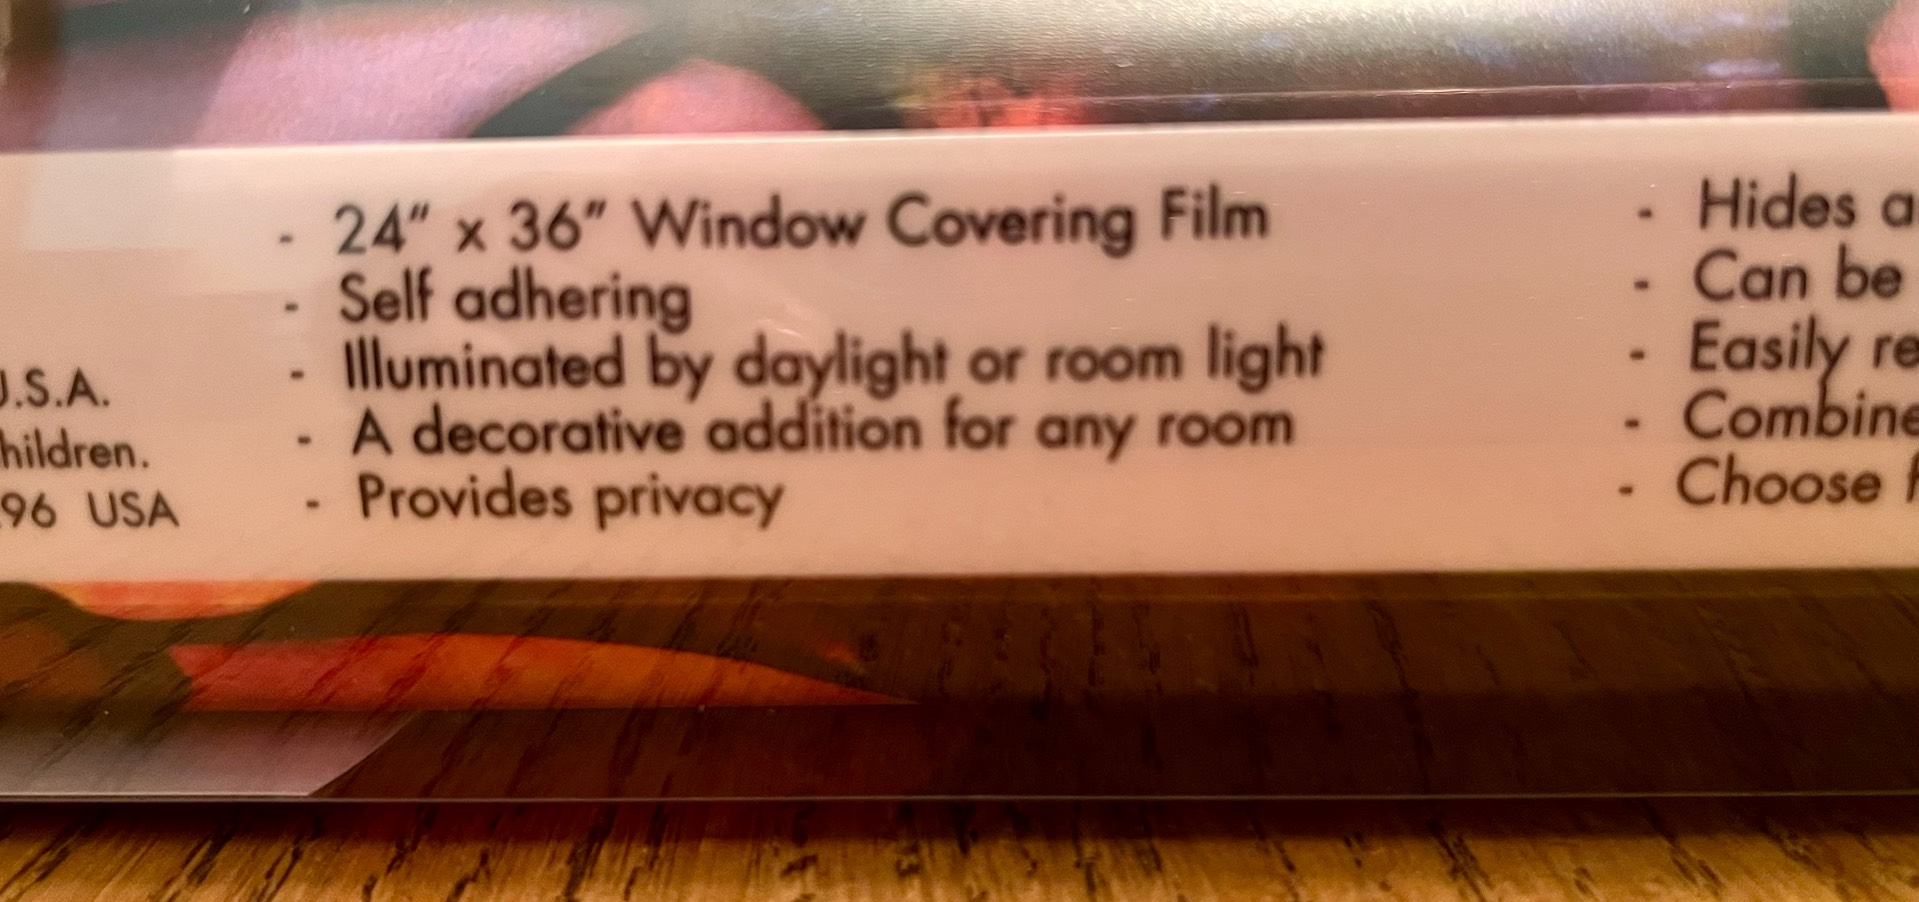 U.S.A.
hildren.
96 USA
- 24" x 36" Window Covering Film
- Self adhering
- Illuminated by daylight or room light
- A decorative addition for any room
- Provides privacy
- Hides a
- Can be
- Easily re
- Combine
- Choose